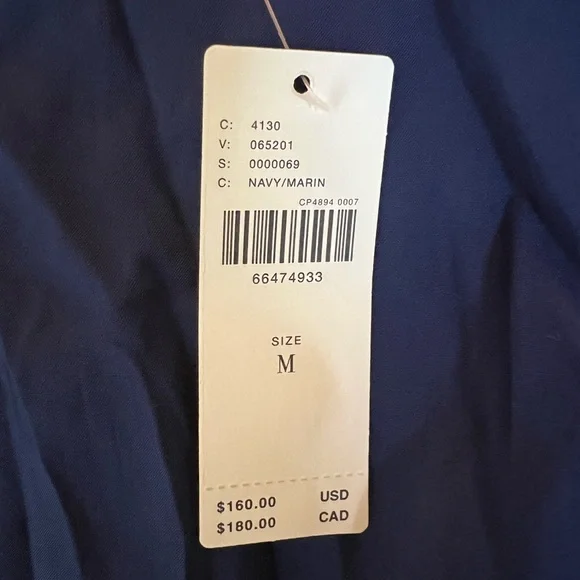 C: 4130
V: 065201
S: 0000069
C: NAVY/MARIN
CP4894 0007
66474933
SIZE
M
$160.00 USD
$180.00 CAD